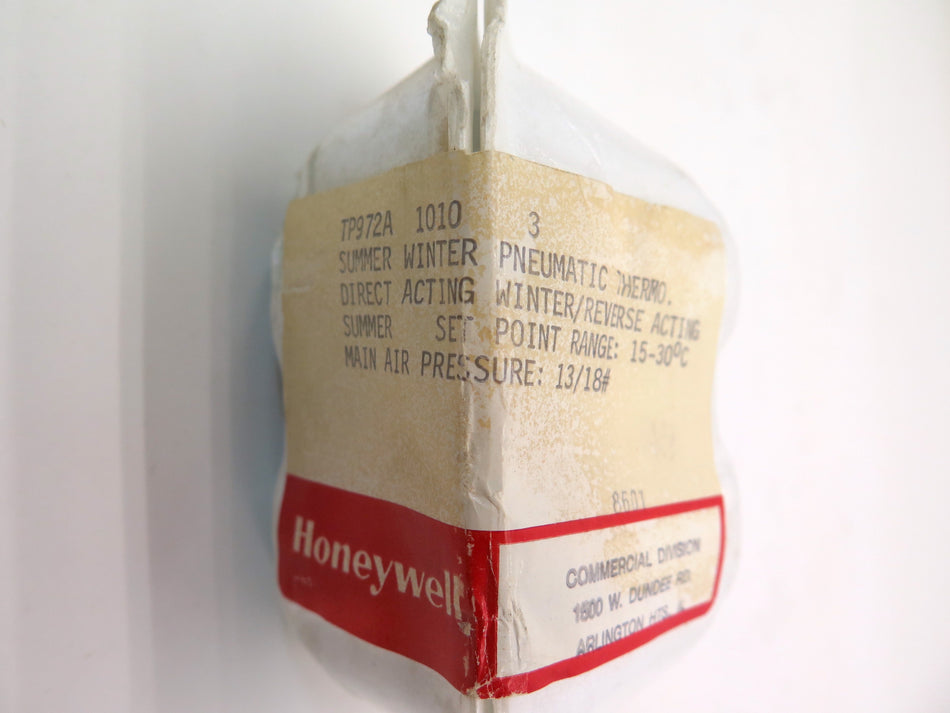 TP972A 1010 3
SUMMER WINTER PNEUMATIC THERMO.
DIRECT ACTING WINTER/REVERSE ACTING
SUMMER SET POINT RANGE: 15-30°C
MAIN AIR PRESSURE: 13/18#
8601
Honeywell
COMMERCIAL DIVISION
1800 W. DUNDEE RD.
ARLINGTON HTS.